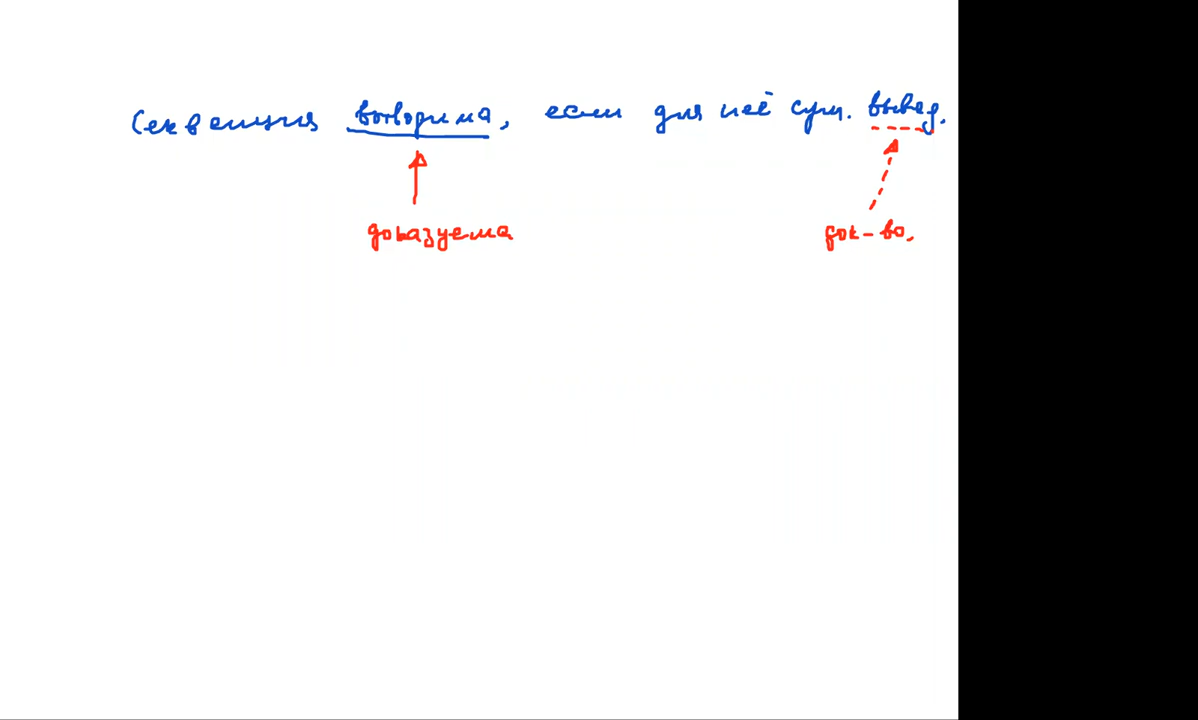 Секвенция выводима, если для неё сущ. вывод.
доказуема док-во.